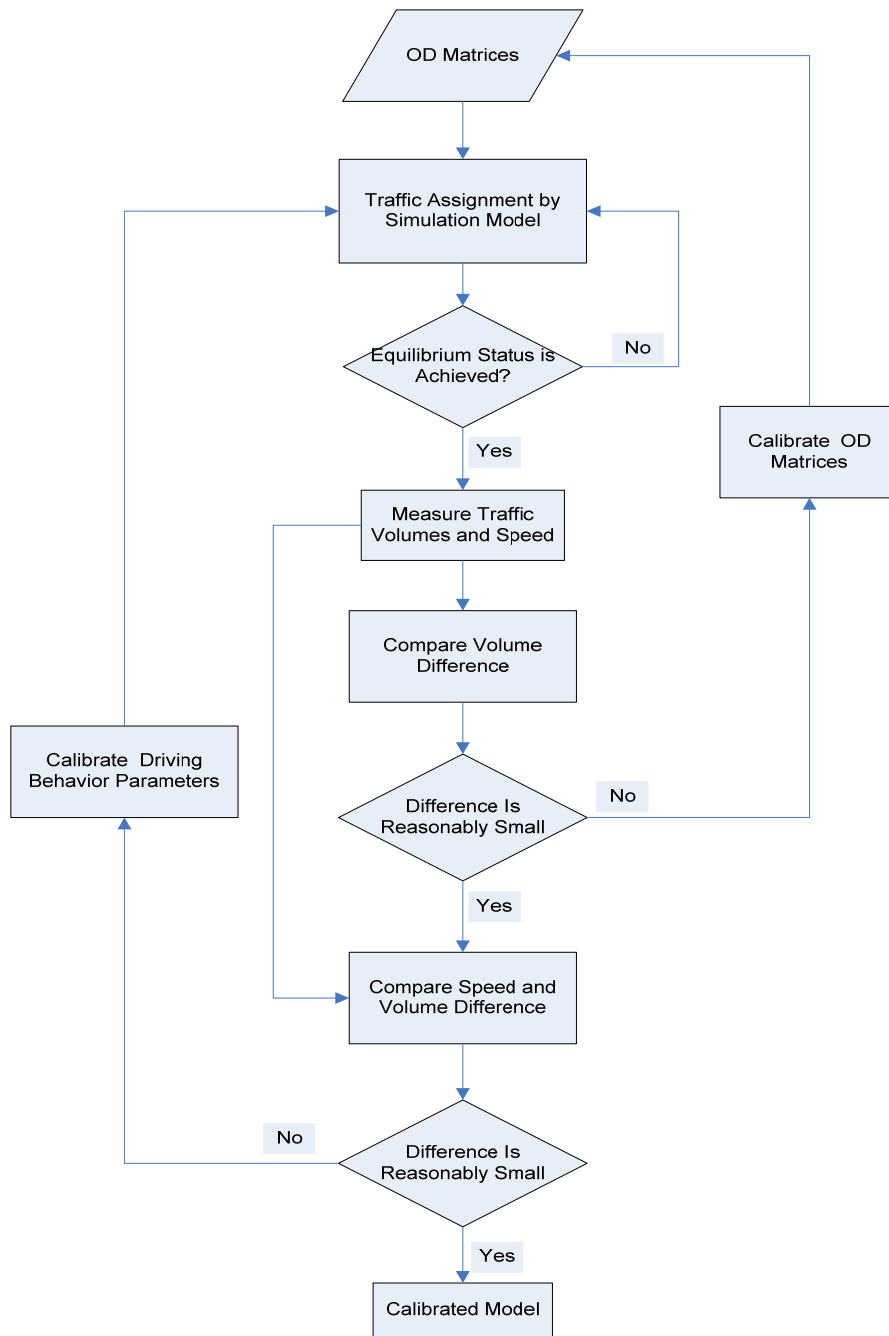 OD Matrices
Traffic Assignment by
Simulation Model
Equilibrium Status is
Achieved?
No
Yes
Calibrate OD
Matrices
Measure Traffic
Volumes and Speed
Compare Volume
Difference
Calibrate Driving
Behavior Parameters
Difference Is
Reasonably Small
No
Yes
Compare Speed and
Volume Difference
No
Difference Is
Reasonably Small
Yes
Calibrated Model